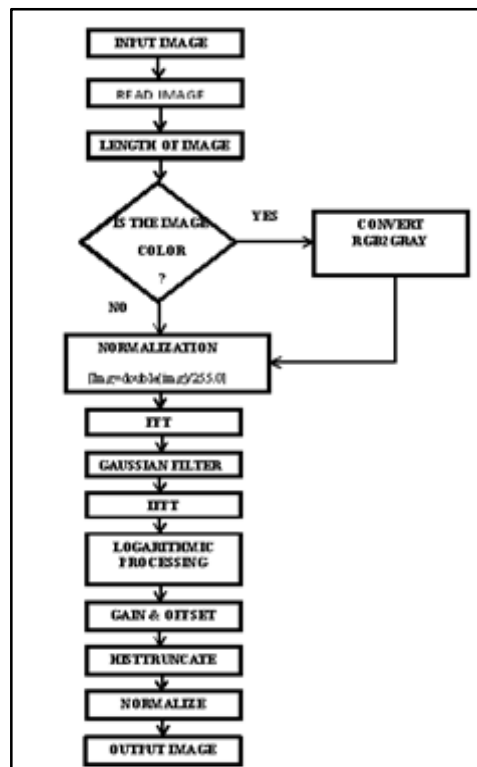 INPUT IMAGE
READ IMAGE
LENGTH OF IMAGE
IS THE IMAGE
COLOR
?
YES
CONVERT
RGB2GRAY
NO
NORMALIZATION
[Img=double(img)/255.0]
FFT
GAUSSIAN FILTER
IFFT
LOGARITHMIC
PROCESSING
GAIN & OFFSET
HISTTRUNCATE
NORMALIZE
OUTPUT IMAGE